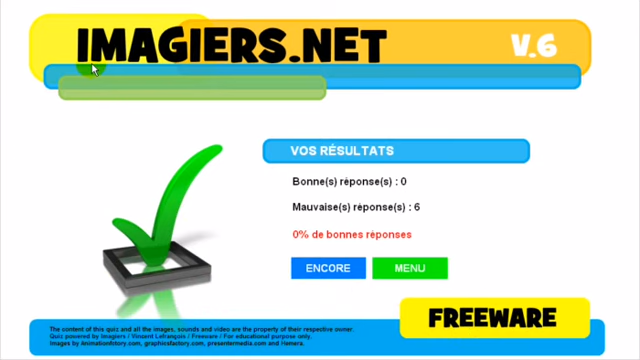 IMAGIERS.NET
V.6
VOS RÉSULTATS
Bonne(s) réponse(s) : 0
Mauvaise(s) réponse(s) : 6
0% de bonnes réponses
ENCORE
MENU
FREEWARE
The content of this quiz and all the images, sounds and video are the property of their respective owner.
Quiz powered by Imagiers / Vincent Lefrançois / Freeware / For educational purpose only.
Images by Animationfctory.com, graphicsfactory.com, presentermedia.com and Hemera.